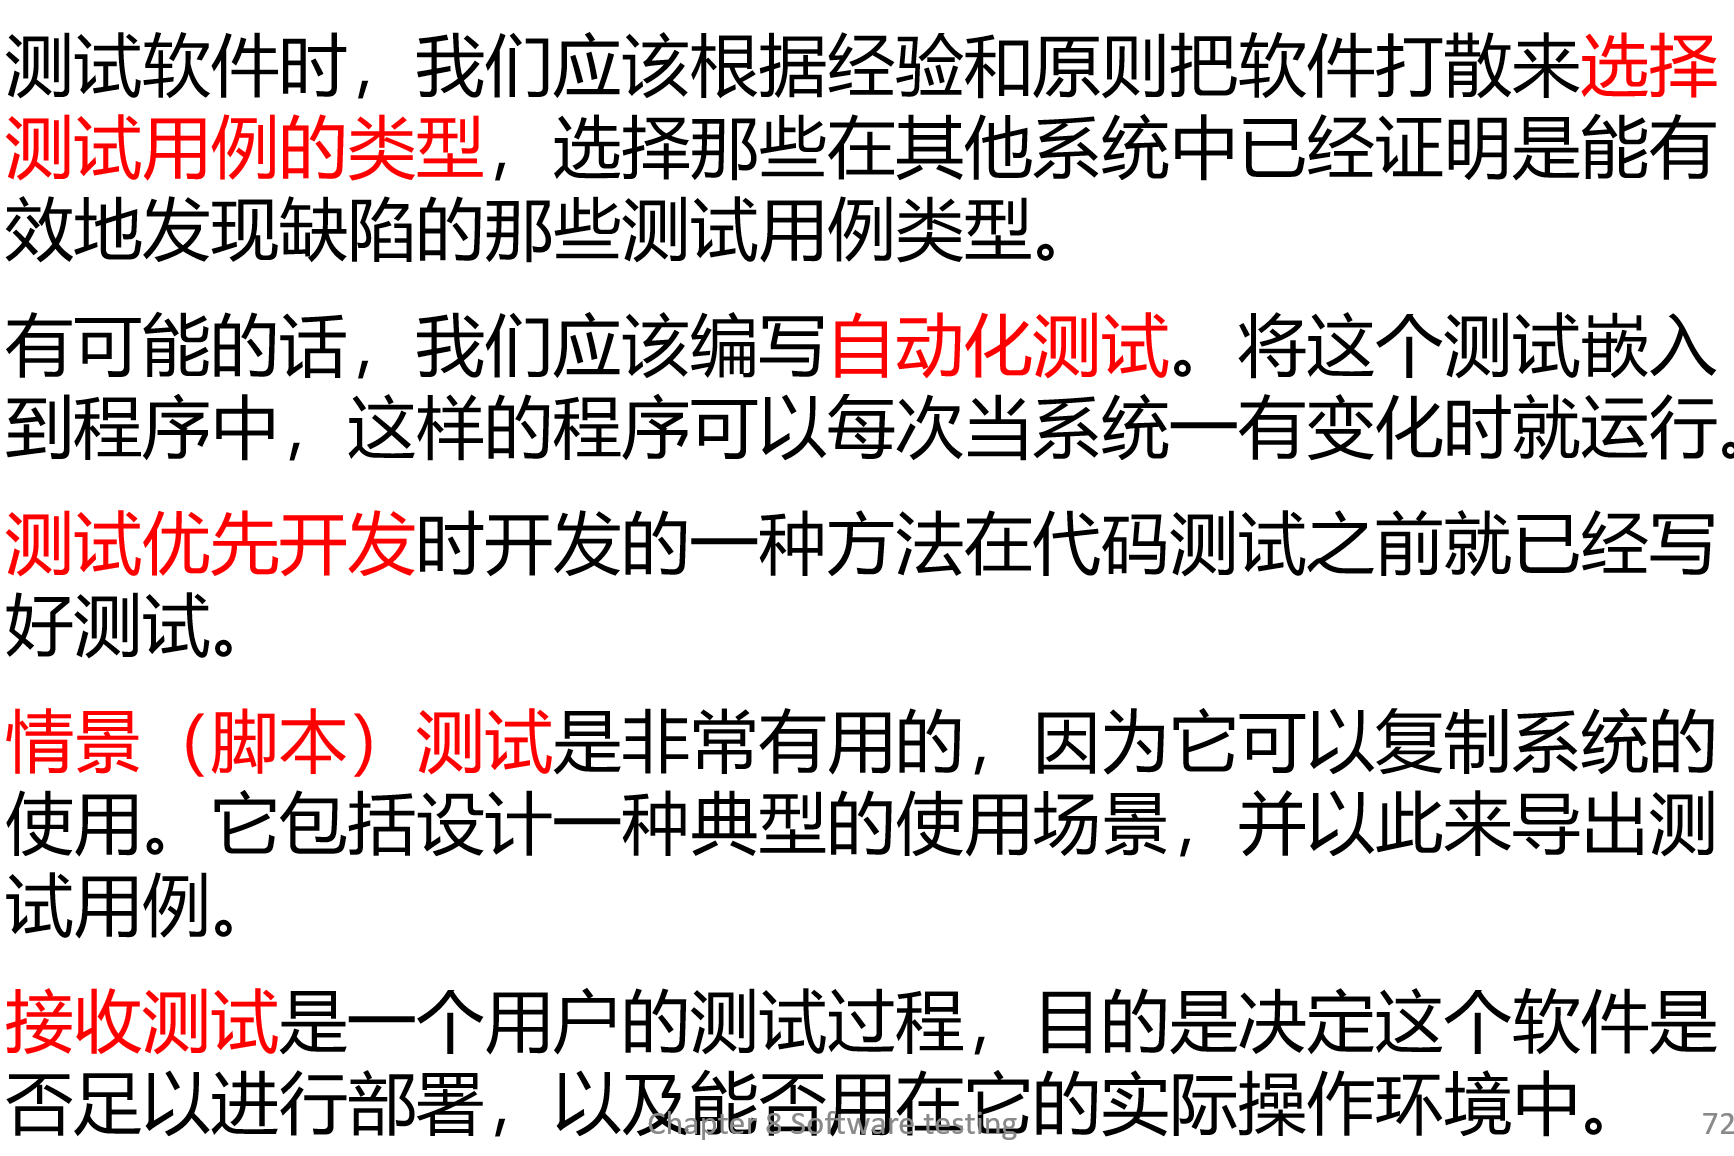 测试软件时，我们应该根据经验和原则把软件打散来选择
测试用例的类型，选择那些在其他系统中已经证明是能有
效地发现缺陷的那些测试用例类型。
有可能的话，我们应该编写自动化测试。将这个测试嵌入
到程序中，这样的程序可以每次当系统一有变化时就运行。
测试优先开发时开发的一种方法在代码测试之前就已经写
好测试。
情景（脚本）测试是非常有用的，因为它可以复制系统的
使用。它包括设计一种典型的使用场景，并以此来导出测
试用例。
接收测试是一个用户的测试过程，目的是决定这个软件是
否足以进行部署，以及能否用在它的实际操作环境中。
Chapter 8 Software testing
72